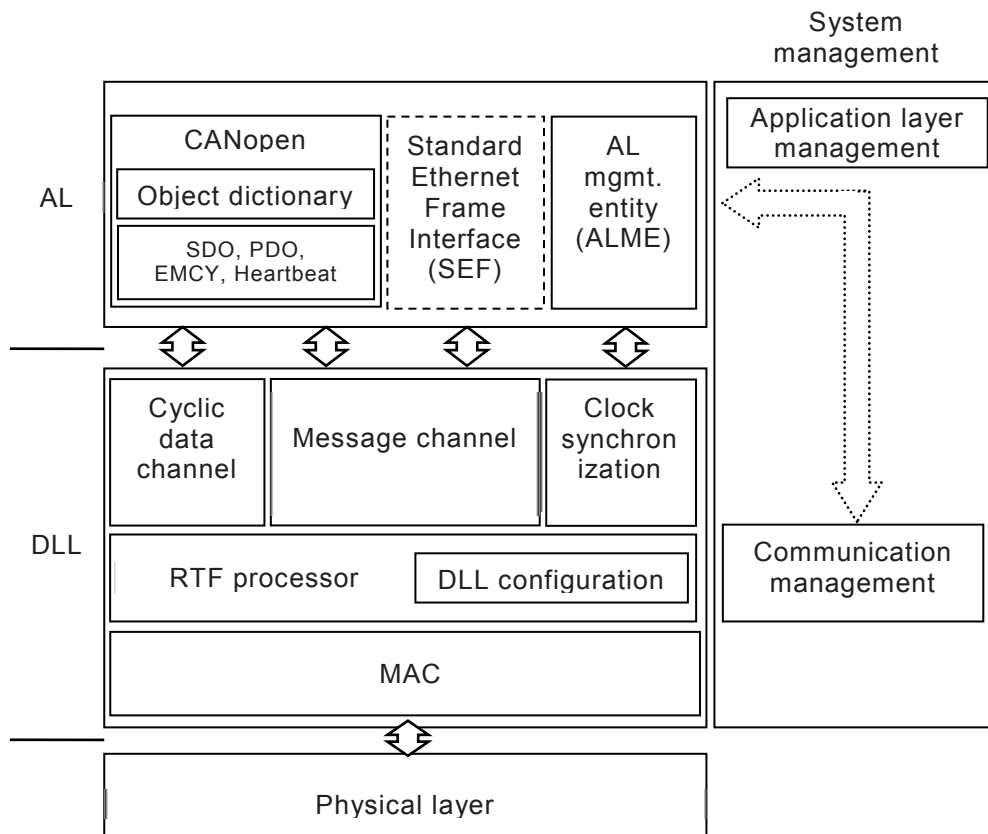 System
management
AL
CANopen
Object dictionary
SDO, PDO,
EMCY, Heartbeat
Standard
Ethernet
Frame
Interface
(SEF)
AL
mgmt.
entity
(ALME)
Application layer
management
DLL
Cyclic
data
channel
Message channel
Clock
synchron
ization
RTF processor
DLL configuration
MAC
Communication
management
Physical layer